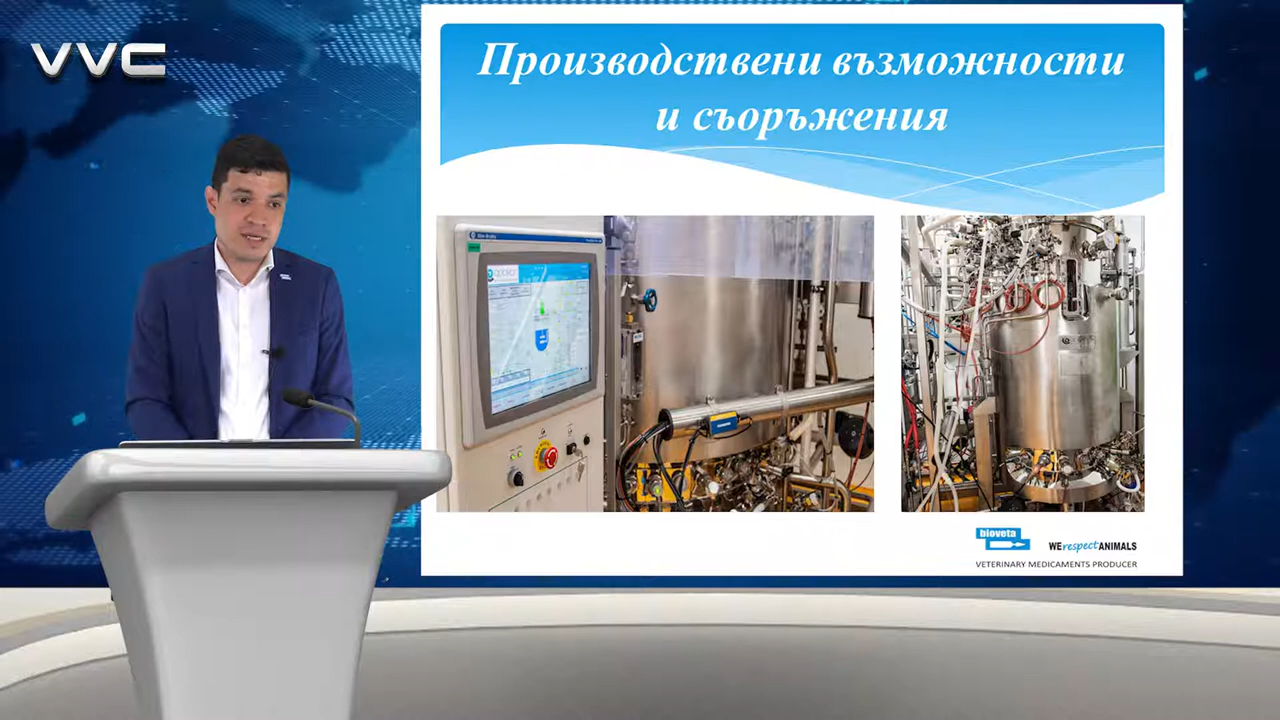 VVC
Производствени възможности
и съоръжения
bioveta
WE respect ANIMALS
VETERINARY MEDICAMENTS PRODUCER